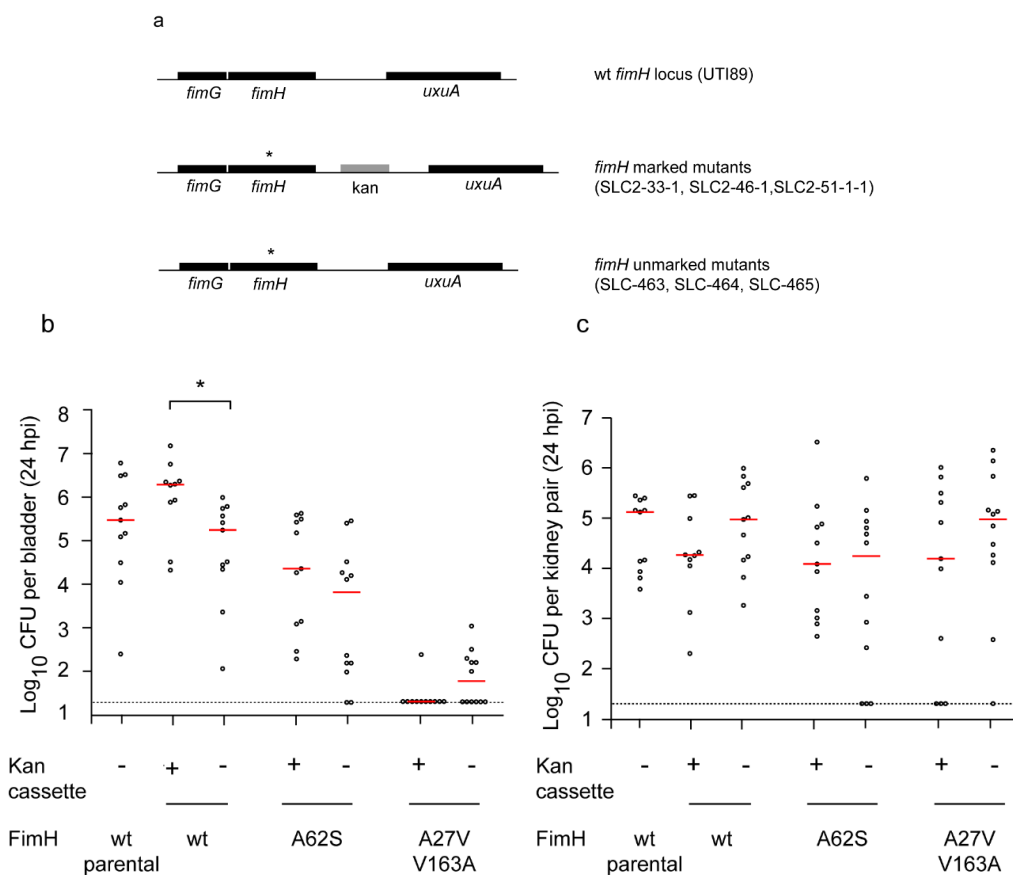 a
wt fimH locus (UTI89)
fimG fimH uxuA
*
fimH marked mutants
(SLC2-33-1, SLC2-46-1,SLC2-51-1-1)
fimG fimH kan uxuA
*
fimH unmarked mutants
(SLC-463, SLC-464, SLC-465)
fimG fimH uxuA
b
Log10 CFU per bladder (24 hpi)
8
7
6
5
4
3
2
1
*
Kan
cassette
- + - + - + -
FimH wt wt A62S A27V
parental V163A
c
Log10 CFU per kidney pair (24 hpi)
7
6
5
4
3
2
1
Kan
cassette
- + - + - + -
FimH wt wt A62S A27V
parental V163A